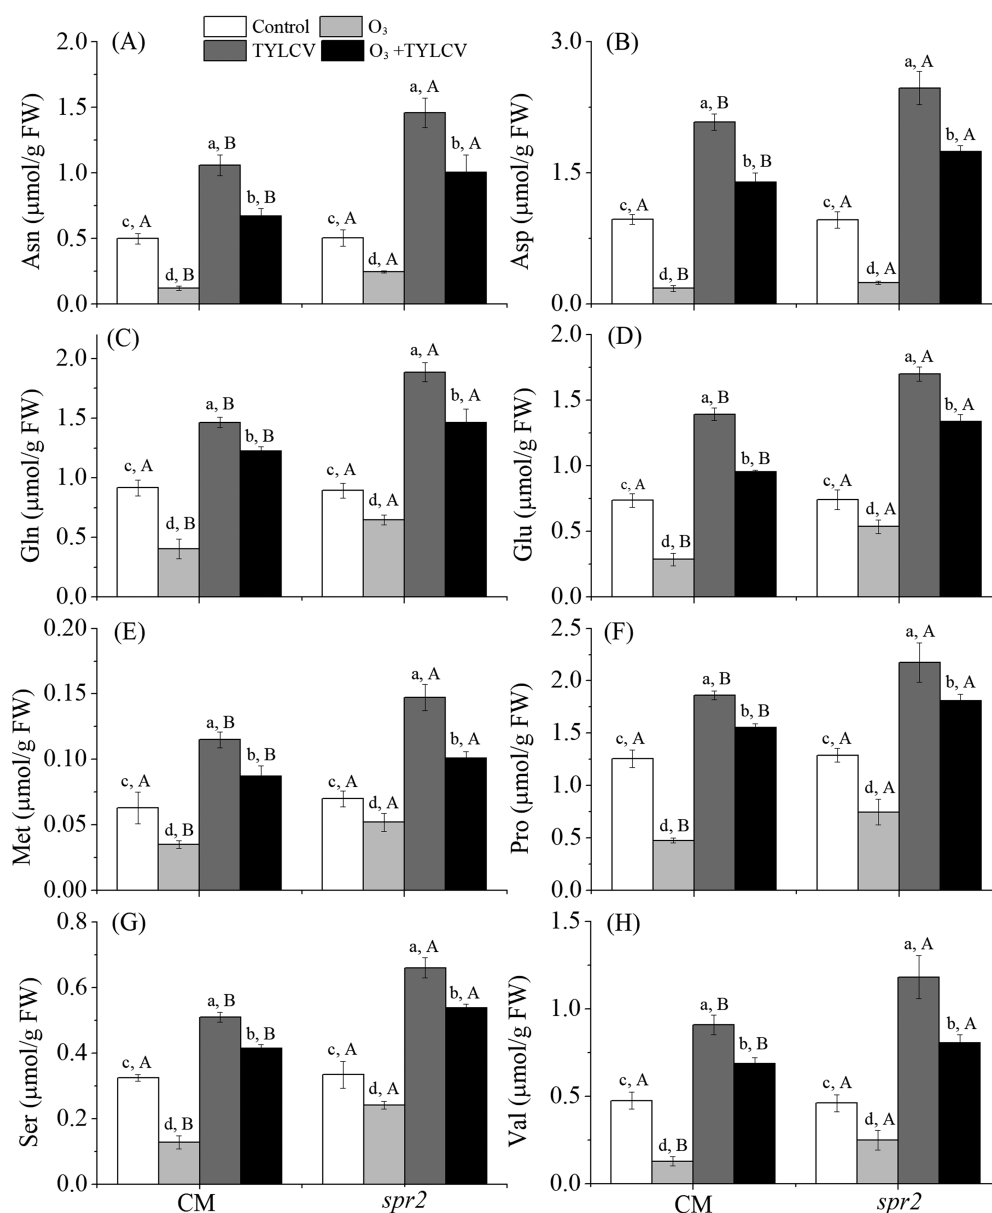 Control O₃
TYLCV O₃ +TYLCV
(A)
Asn (μmol/g FW)
2.0
1.5
1.0
0.5
0.0
c, A d, B a, B b, B c, A d, A a, A b, A
(B)
Asp (μmol/g FW)
3.0
1.5
0.0
c, A d, B a, B b, B c, A d, A a, A b, A
(C)
Gln (μmol/g FW)
2.0
1.5
1.0
0.5
0.0
c, A d, B a, B b, B c, A d, A a, A b, A
(D)
Glu (μmol/g FW)
2.0
1.5
1.0
0.5
0.0
c, A d, B a, B b, B c, A d, A a, A b, A
(E)
Met (μmol/g FW)
0.20
0.15
0.10
0.05
0.00
c, A d, B a, B b, B c, A d, A a, A b, A
(F)
Pro (μmol/g FW)
2.5
2.0
1.5
1.0
0.5
0.0
c, A d, B a, B b, B c, A d, A a, A b, A
(G)
Ser (μmol/g FW)
0.8
0.6
0.4
0.2
0.0
c, A d, B a, B b, B c, A d, A a, A b, A
CM spr2
(H)
Val (μmol/g FW)
1.5
1.0
0.5
0.0
c, A d, B a, B b, B c, A d, A a, A b, A
CM spr2